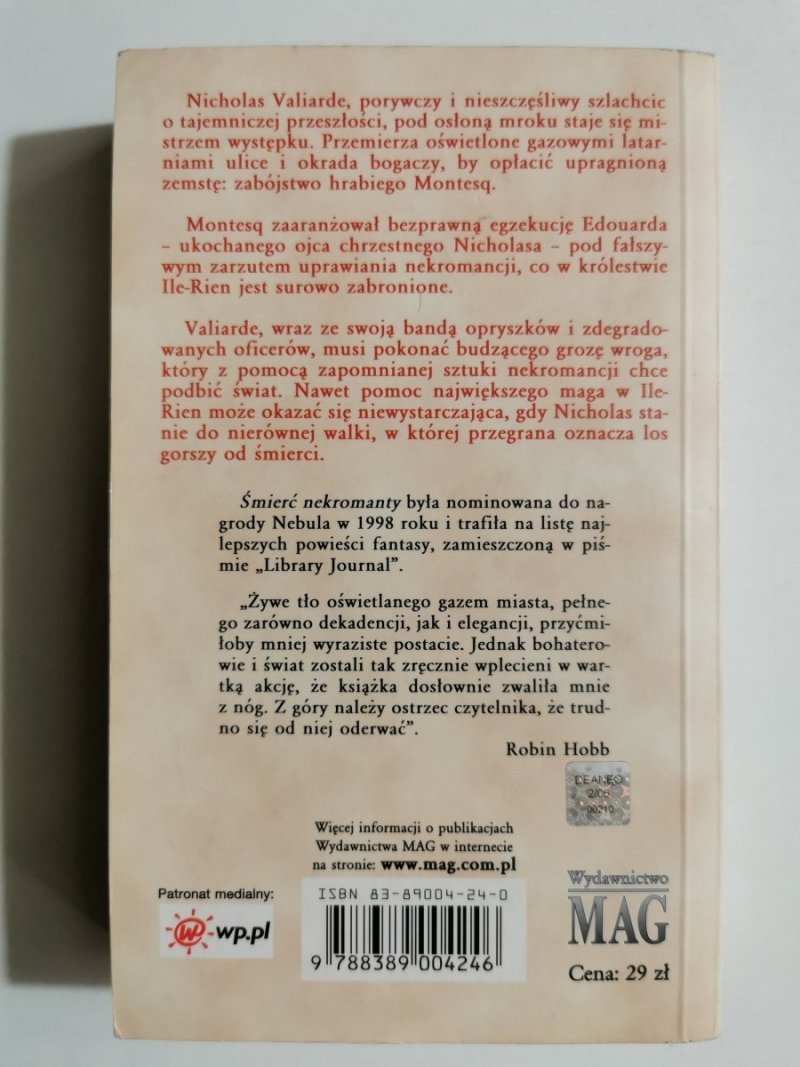 Nicholas Valiarde, porywczy i nieszczęśliwy szlachcic
o tajemniczej przeszłości, pod osłoną mroku staje się mi-
strzem występku. Przemierza oświetlone gazowymi latar-
niami ulice i okrada bogaczy, by opłacić upragnioną
zemstę: zabójstwo hrabiego Montesq.
Montesq zaaranżował bezprawną egzekucję Edouarda
– ukochanego ojca chrzestnego Nicholasa – pod fałszy-
wym zarzutem uprawiania nekromancji, co w królestwie
Ile-Rien jest surowo zabronione.
Valiarde, wraz ze swoją bandą opryszków i zdegrado-
wanych oficerów, musi pokonać budzącego grozę wroga,
który z pomocą zapomnianej sztuki nekromancji chce
podbić świat. Nawet pomoc największego maga w Ile-
Rien może okazać się niewystarczająca, gdy Nicholas sta-
nie do nierównej walki, w której przegrana oznacza los
gorszy od śmierci.
Śmierć nekromanty była nominowana do na-
grody Nebula w 1998 roku i trafiła na listę naj-
lepszych powieści fantasy, zamieszczoną w piś-
mie „Library Journal”.
„Żywe tło oświetlanego gazem miasta, pełne-
go zarówno dekadencji, jak i elegancji, przyćmi-
łoby mniej wyraziste postacie. Jednak bohatero-
wie i świat zostali tak zręcznie wplecieni w war-
tką akcję, że książka dosłownie zwaliła mnie
z nóg. Z góry należy ostrzec czytelnika, że trud-
no się od niej oderwać”.
Robin Hobb
2/06
00210
Więcej informacji o publikacjach
Wydawnictwa MAG w internecie
na stronie: www.mag.com.pl
Patronat medialny:
w wp.pl
ISBN 83-89004-24-0
9 788389 004246
Wydawnictwo
MAG
Cena: 29 zł